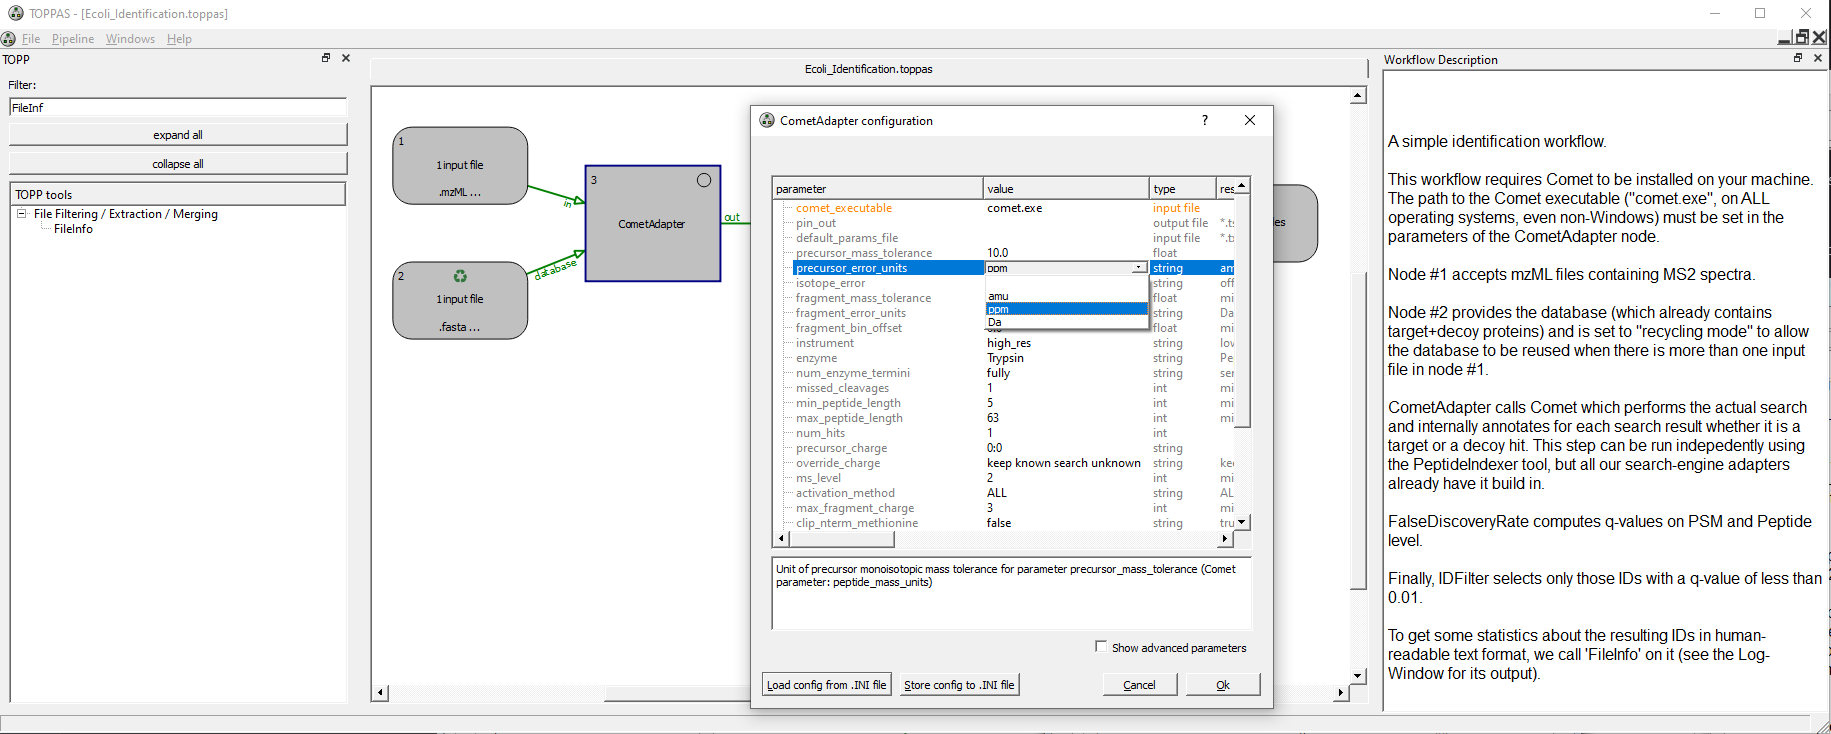 TOPPAS - [Ecoli_Identification.toppas]
File Pipeline Windows Help
TOPP
Filter:
FileInf
expand all
collapse all
TOPP tools
File Filtering / Extraction / Merging
FileInfo
Ecoli_Identification.toppas
1
1 input file
.mzML ...
in
2
1 input file
.fasta ...
database
3
CometAdapter
out
CometAdapter configuration
?
parameter value type
comet_executable comet.exe input file
pin_out output file *.ts
default_params_file input file *.tx
precursor_mass_tolerance 10.0 float
precursor_error_units ppm string am
isotope_error string off
fragment_mass_tolerance float mi
fragment_error_units string Da
fragment_bin_offset float mi
amu
ppm
Da
instrument high_res string lov
enzyme Trypsin string Pe
num_enzyme_termini fully string ser
missed_cleavages 1 int mi
min_peptide_length 5 int mi
max_peptide_length 63 int mi
num_hits 1 int
precursor_charge 0:0 string
override_charge keep known search unknown string kee
ms_level 2 int mi
activation_method ALL string AL
max_fragment_charge 3 int mi
clip_nterm_methionine false string tru
Unit of precursor monoisotopic mass tolerance for parameter precursor_mass_tolerance (Comet
parameter: peptide_mass_units)
Show advanced parameters
Load config from .INI file Store config to .INI file Cancel Ok
les
Workflow Description
A simple identification workflow.
This workflow requires Comet to be installed on your machine.
The path to the Comet executable ("comet.exe", on ALL
operating systems, even non-Windows) must be set in the
parameters of the CometAdapter node.
Node #1 accepts mzML files containing MS2 spectra.
Node #2 provides the database (which already contains
target+decoy proteins) and is set to "recycling mode" to allow
the database to be reused when there is more than one input
file in node #1.
CometAdapter calls Comet which performs the actual search
and internally annotates for each search result whether it is a
target or a decoy hit. This step can be run indepedently using
the PeptideIndexer tool, but all our search-engine adapters
already have it build in.
FalseDiscoveryRate computes q-values on PSM and Peptide
level.
Finally, IDFilter selects only those IDs with a q-value of less than
0.01.
To get some statistics about the resulting IDs in human-
readable text format, we call 'FileInfo' on it (see the Log-
Window for its output).